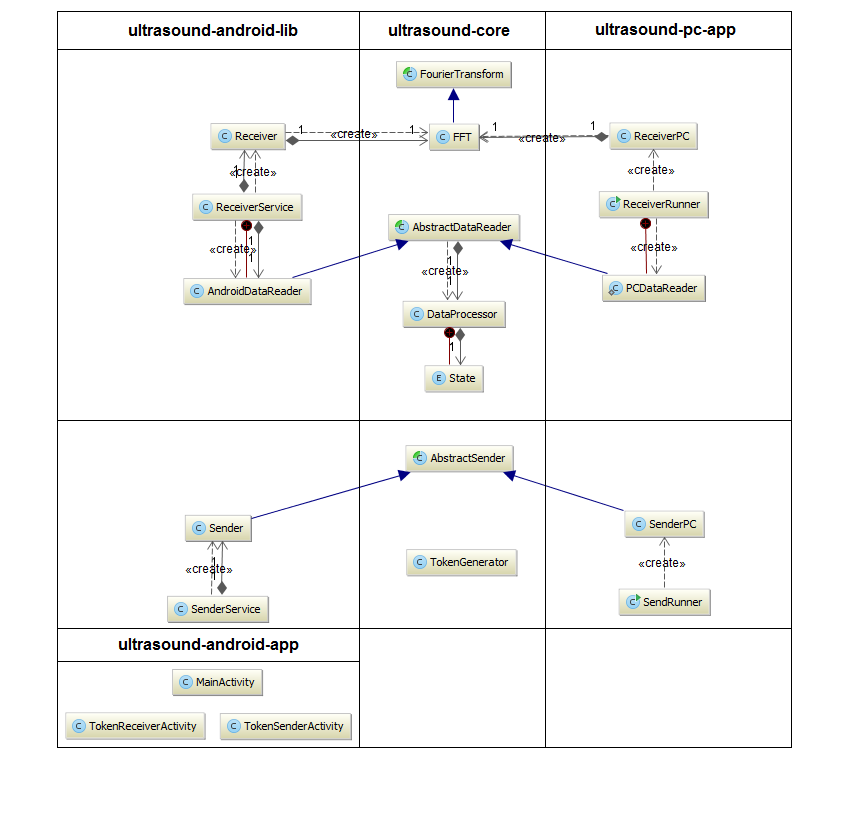 ultrasound-android-lib ultrasound-core ultrasound-pc-app
C FourierTransform
C Receiver 1 «create» 1 C FFT 1 «create» 1 C ReceiverPC
1 «create» «create»
C ReceiverService C ReceiverRunner
C AbstractDataReader
«create» 1 1 «create»
«create» 1 1
C AndroidDataReader C PCDataReader
C DataProcessor
1
E State
C AbstractSender
C Sender C SenderPC
1 «create» C TokenGenerator «create»
C SenderService C SendRunner
ultrasound-android-app
C MainActivity
C TokenReceiverActivity C TokenSenderActivity